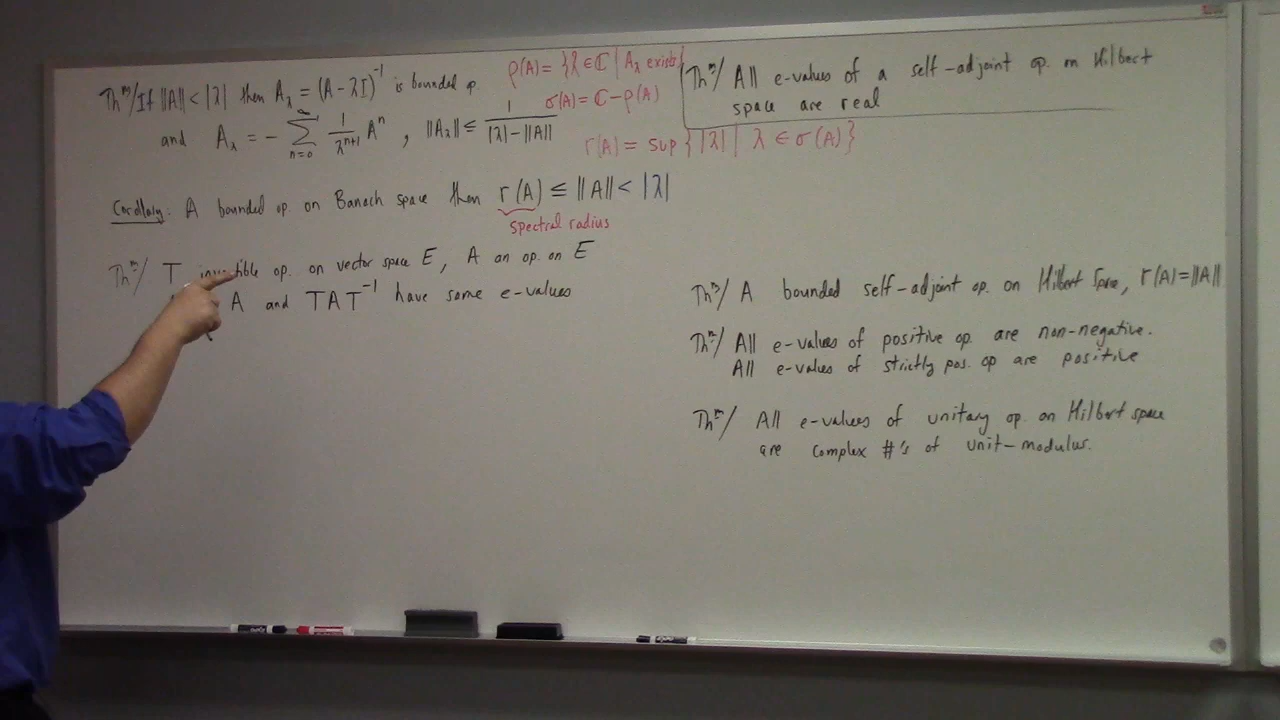 Thᵐ/If ||A|| < |λ| then A_λ = (A - λI)⁻¹ is bounded op.
and A_λ = - ∑_{n=0}^{∞} 1/λⁿ⁺¹ Aⁿ , ||A_λ|| ≤ 1/(|λ| - ||A||)
ρ(A) = {λ ∈ ℂ | A_λ exists}
σ(A) = ℂ - ρ(A)
r(A) = sup{|λ| | λ ∈ σ(A)}
Corollary: A bounded op on Banach space then r(A) ≤ ||A|| < |λ|
spectral radius
Thᵐ/ T invertible op. on vector space E, A an op. on E
A and TAT⁻¹ have same e-values
Thᵐ/ All e-values of a self-adjoint op. on Hilbert
space are real
Thᵐ/ A bounded self-adjoint op. on Hilbert Space, r(A) = ||A||
Thᵐ/ All e-values of positive op. are non-negative.
All e-values of strictly pos. op are positive
Thᵐ/ All e-values of unitary op. on Hilbert space
are complex #'s of unit-modulus.